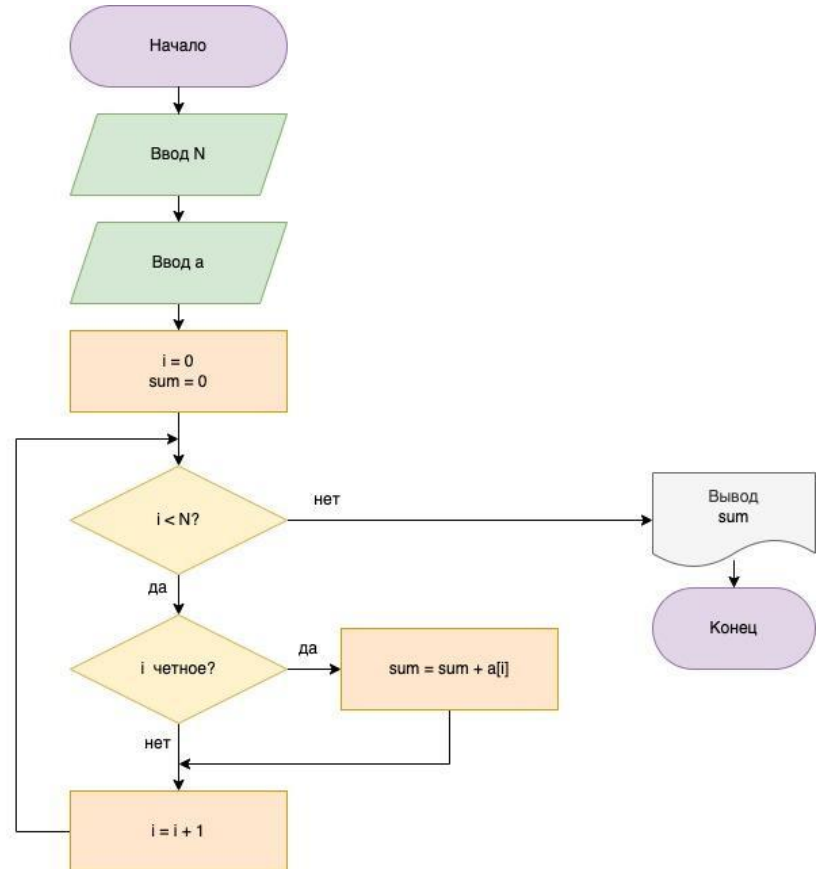 Начало
Ввод N
Ввод a
i = 0
sum = 0
i < N?
нет
Вывод
sum
да
Конец
i  четное?
да
sum = sum + a[i]
нет
i = i + 1